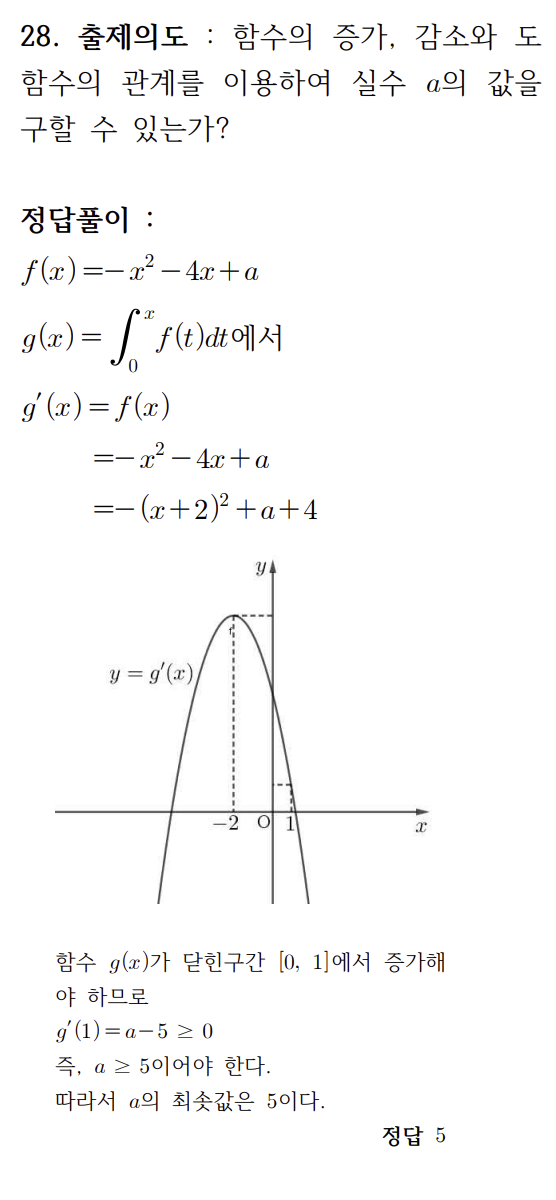 28. 출제의도 : 함수의 증가, 감소와 도
함수의 관계를 이용하여 실수 a의 값을
구할 수 있는가?
정답풀이 :
f(x)=-x²-4x+a
g(x)=∫₀ˣ f(t)dt에서
g′(x)=f(x)
=-x²-4x+a
=-(x+2)²+a+4
y
y=g′(x)
-2 O 1 x
함수 g(x)가 닫힌구간 [0, 1]에서 증가해
야 하므로
g′(1)=a-5 ≥ 0
즉, a ≥ 5이어야 한다.
따라서 a의 최솟값은 5이다.
정답 5